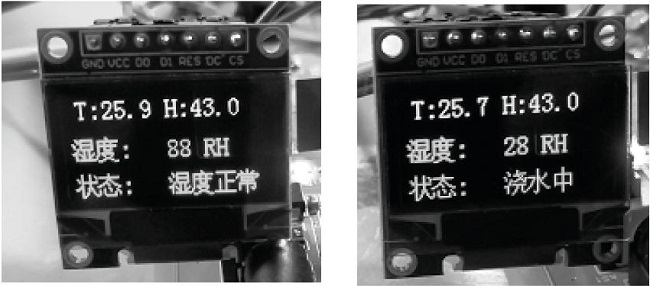 GND VCC D0 D1 RES DC CS
T:25.9 H:43.0
湿度: 88 RH
状态: 湿度正常
GND VCC D0 D1 RES DC CS
T:25.7 H:43.0
湿度: 28 RH
状态: 浇水中